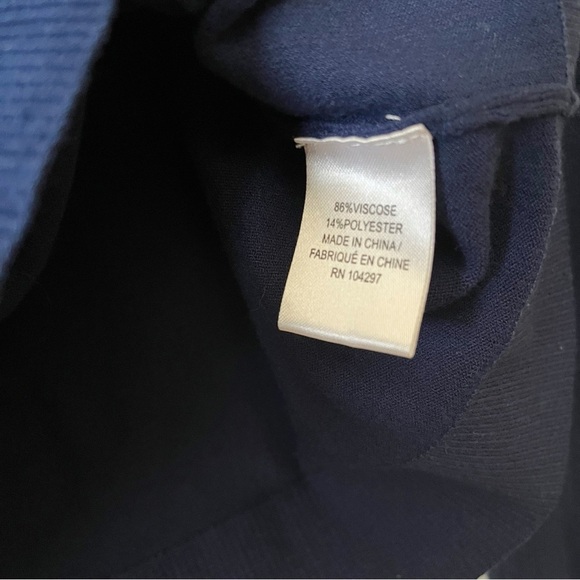 86%VISCOSE
14%POLYESTER
MADE IN CHINA/
FABRIQUÉ EN CHINE
RN 104297